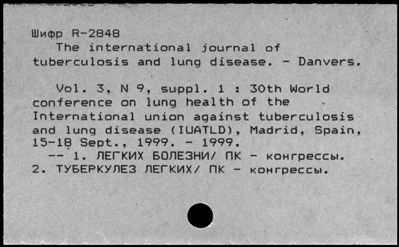 Шифр R-2848
The international journal of
tuberculosis and lung disease. - Danvers.
Vol. 3, N 9, suppl. 1 : 30th World
conference on lung health of the
International union against tuberculosis
and lung disease (IUATLD), Madrid, Spain,
15-18 Sept., 1999. - 1999.
-- 1. ЛЕГКИХ БОЛЕЗНИ/ ПК - конгрессы.
2. ТУБЕРКУЛЕЗ ЛЕГКИХ/ ПК - конгрессы.